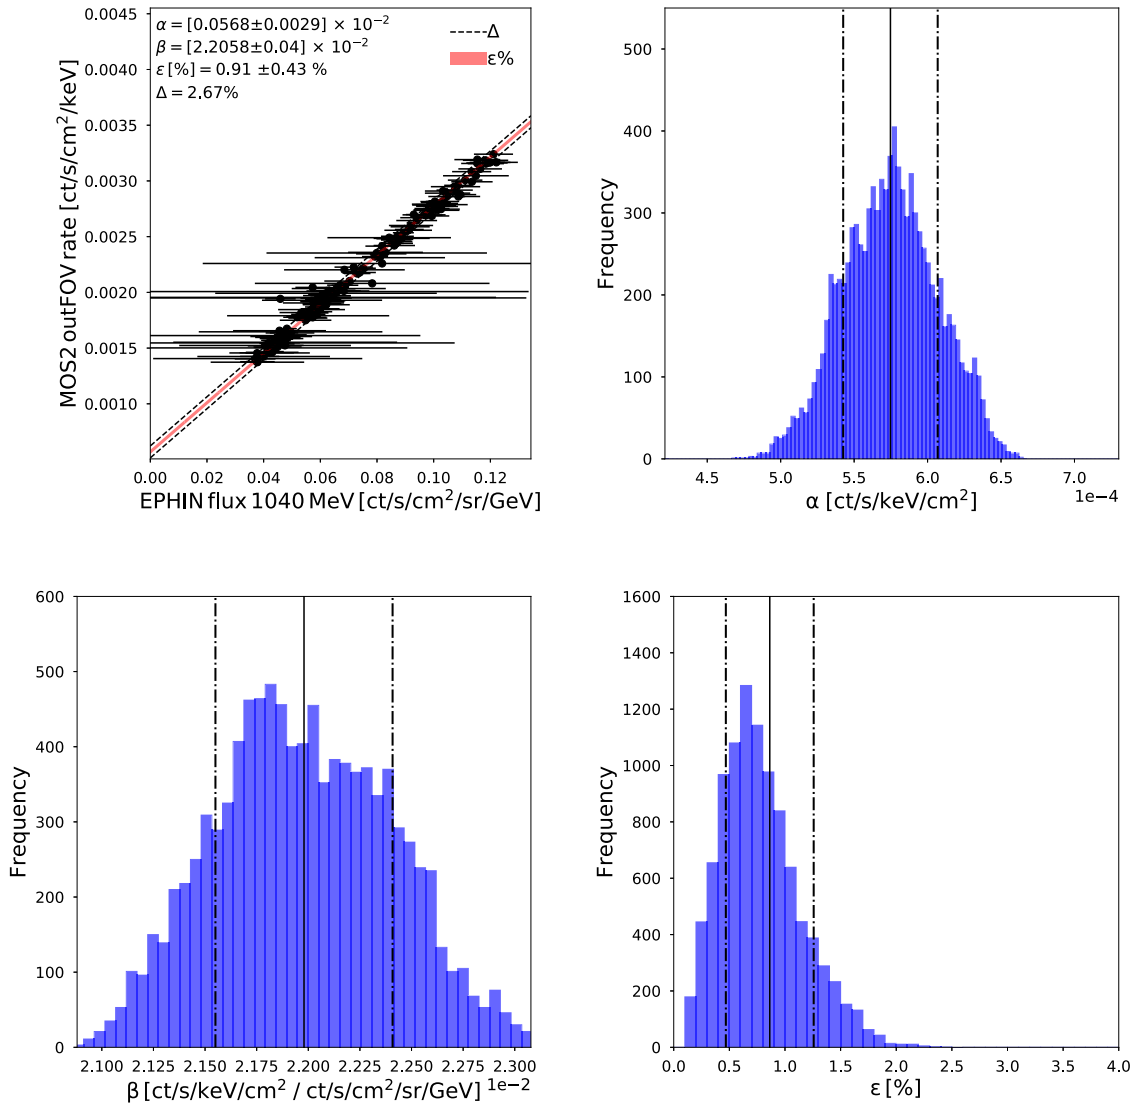 α = [0.0568±0.0029] × 10⁻²
β = [2.2058±0.04] × 10⁻²
ε [%] = 0.91 ±0.43 %
Δ = 2.67%
Δ
ε%
MOS2 outFOV rate [ct/s/cm²/keV]
0.0045
0.0040
0.0035
0.0030
0.0025
0.0020
0.0015
0.0010
0.00 0.02 0.04 0.06 0.08 0.10 0.12
EPHIN flux 1040 MeV [ct/s/cm²/sr/GeV]
Frequency
500
400
300
200
100
0
4.5 5.0 5.5 6.0 6.5 7.0
1e−4
α [ct/s/keV/cm²]
Frequency
600
500
400
300
200
100
0
2.100 2.125 2.150 2.175 2.200 2.225 2.250 2.275 2.300
1e−2
β [ct/s/keV/cm² / ct/s/cm²/sr/GeV]
Frequency
1600
1400
1200
1000
800
600
400
200
0
0.0 0.5 1.0 1.5 2.0 2.5 3.0 3.5 4.0
ε [%]